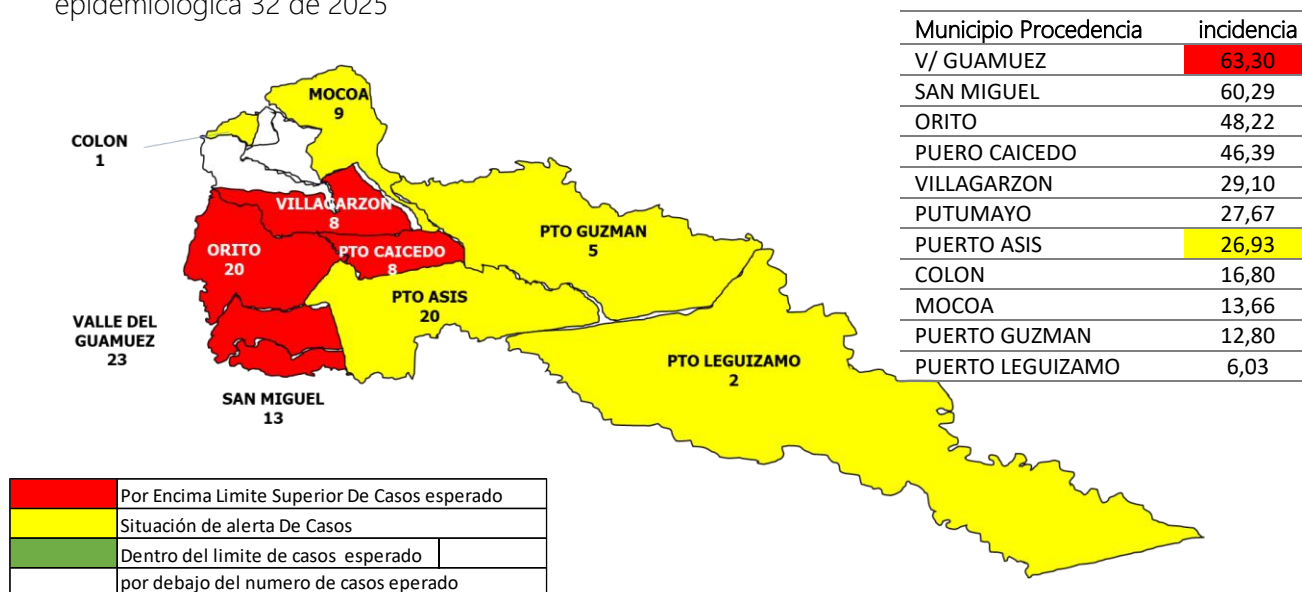 epidemiológica 32 de 2025
Municipio Procedencia incidencia
V/ GUAMUEZ 63,30
SAN MIGUEL 60,29
ORITO 48,22
PUERO CAICEDO 46,39
VILLAGARZON 29,10
PUTUMAYO 27,67
PUERTO ASIS 26,93
COLON 16,80
MOCOA 13,66
PUERTO GUZMAN 12,80
PUERTO LEGUIZAMO 6,03
MOCOA
9
COLON
1
VILLAGARZON
8
ORITO
20
PTO CAICEDO
8
PTO GUZMAN
5
PTO ASIS
20
VALLE DEL
GUAMUEZ
23
PTO LEGUIZAMO
2
SAN MIGUEL
13
Por Encima Limite Superior De Casos esperado
Situación de alerta De Casos
Dentro del limite de casos esperado
por debajo del numero de casos eperado